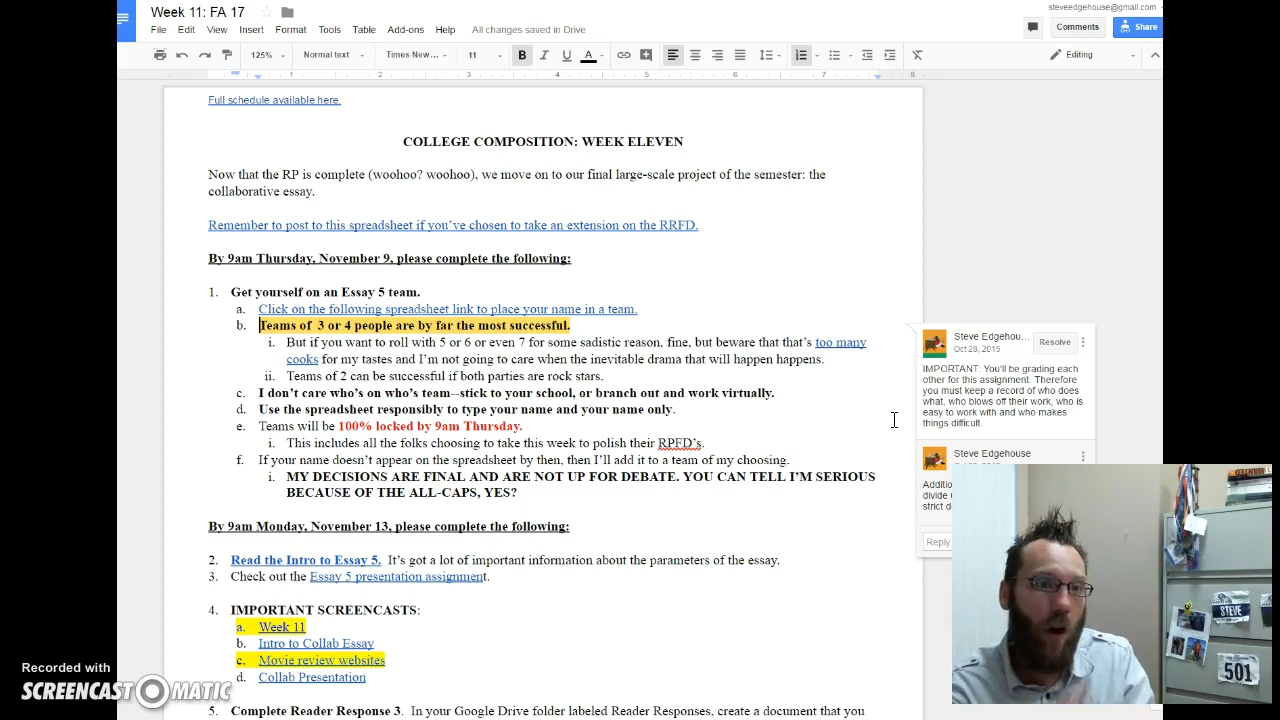 steveedgehouse@gmail.com
Week 11: FA 17
File Edit View Insert Format Tools Table Add-ons Help All changes saved in Drive
Comments Share
125% Normal text Times New... 11 B I U A Editing
1 2 3 4 5 6 7 8
Full schedule available here.
COLLEGE COMPOSITION: WEEK ELEVEN
Now that the RP is complete (woohoo? woohoo), we move on to our final large-scale project of the semester: the
collaborative essay.
Remember to post to this spreadsheet if you've chosen to take an extension on the RRFD.
By 9am Thursday, November 9, please complete the following:
1. Get yourself on an Essay 5 team.
a. Click on the following spreadsheet link to place your name in a team.
b. Teams of 3 or 4 people are by far the most successful.
i. But if you want to roll with 5 or 6 or even 7 for some sadistic reason, fine, but beware that that's too many
cooks for my tastes and I'm not going to care when the inevitable drama that will happen happens.
ii. Teams of 2 can be successful if both parties are rock stars.
c. I don't care who's on who's team--stick to your school, or branch out and work virtually.
d. Use the spreadsheet responsibly to type your name and your name only.
e. Teams will be 100% locked by 9am Thursday.
i. This includes all the folks choosing to take this week to polish their RPFD's.
f. If your name doesn't appear on the spreadsheet by then, then I'll add it to a team of my choosing.
i. MY DECISIONS ARE FINAL AND ARE NOT UP FOR DEBATE. YOU CAN TELL I'M SERIOUS
BECAUSE OF THE ALL-CAPS, YES?
By 9am Monday, November 13, please complete the following:
2. Read the Intro to Essay 5. It's got a lot of important information about the parameters of the essay.
3. Check out the Essay 5 presentation assignment.
4. IMPORTANT SCREENCASTS:
a. Week 11
b. Intro to Collab Essay
c. Movie review websites
d. Collab Presentation
5. Complete Reader Response 3. In your Google Drive folder labeled Reader Responses, create a document that you
Steve Edgehou...
Oct 28, 2015
Resolve
IMPORTANT: You'll be grading each
other for this assignment. Therefore
you must keep a record of who does
what, who blows off their work, who is
easy to work with and who makes
things difficult.
Steve Edgehouse
Additio
divide
strict d
Reply
STEVE
501
Recorded with
SCREENCAST MATIC